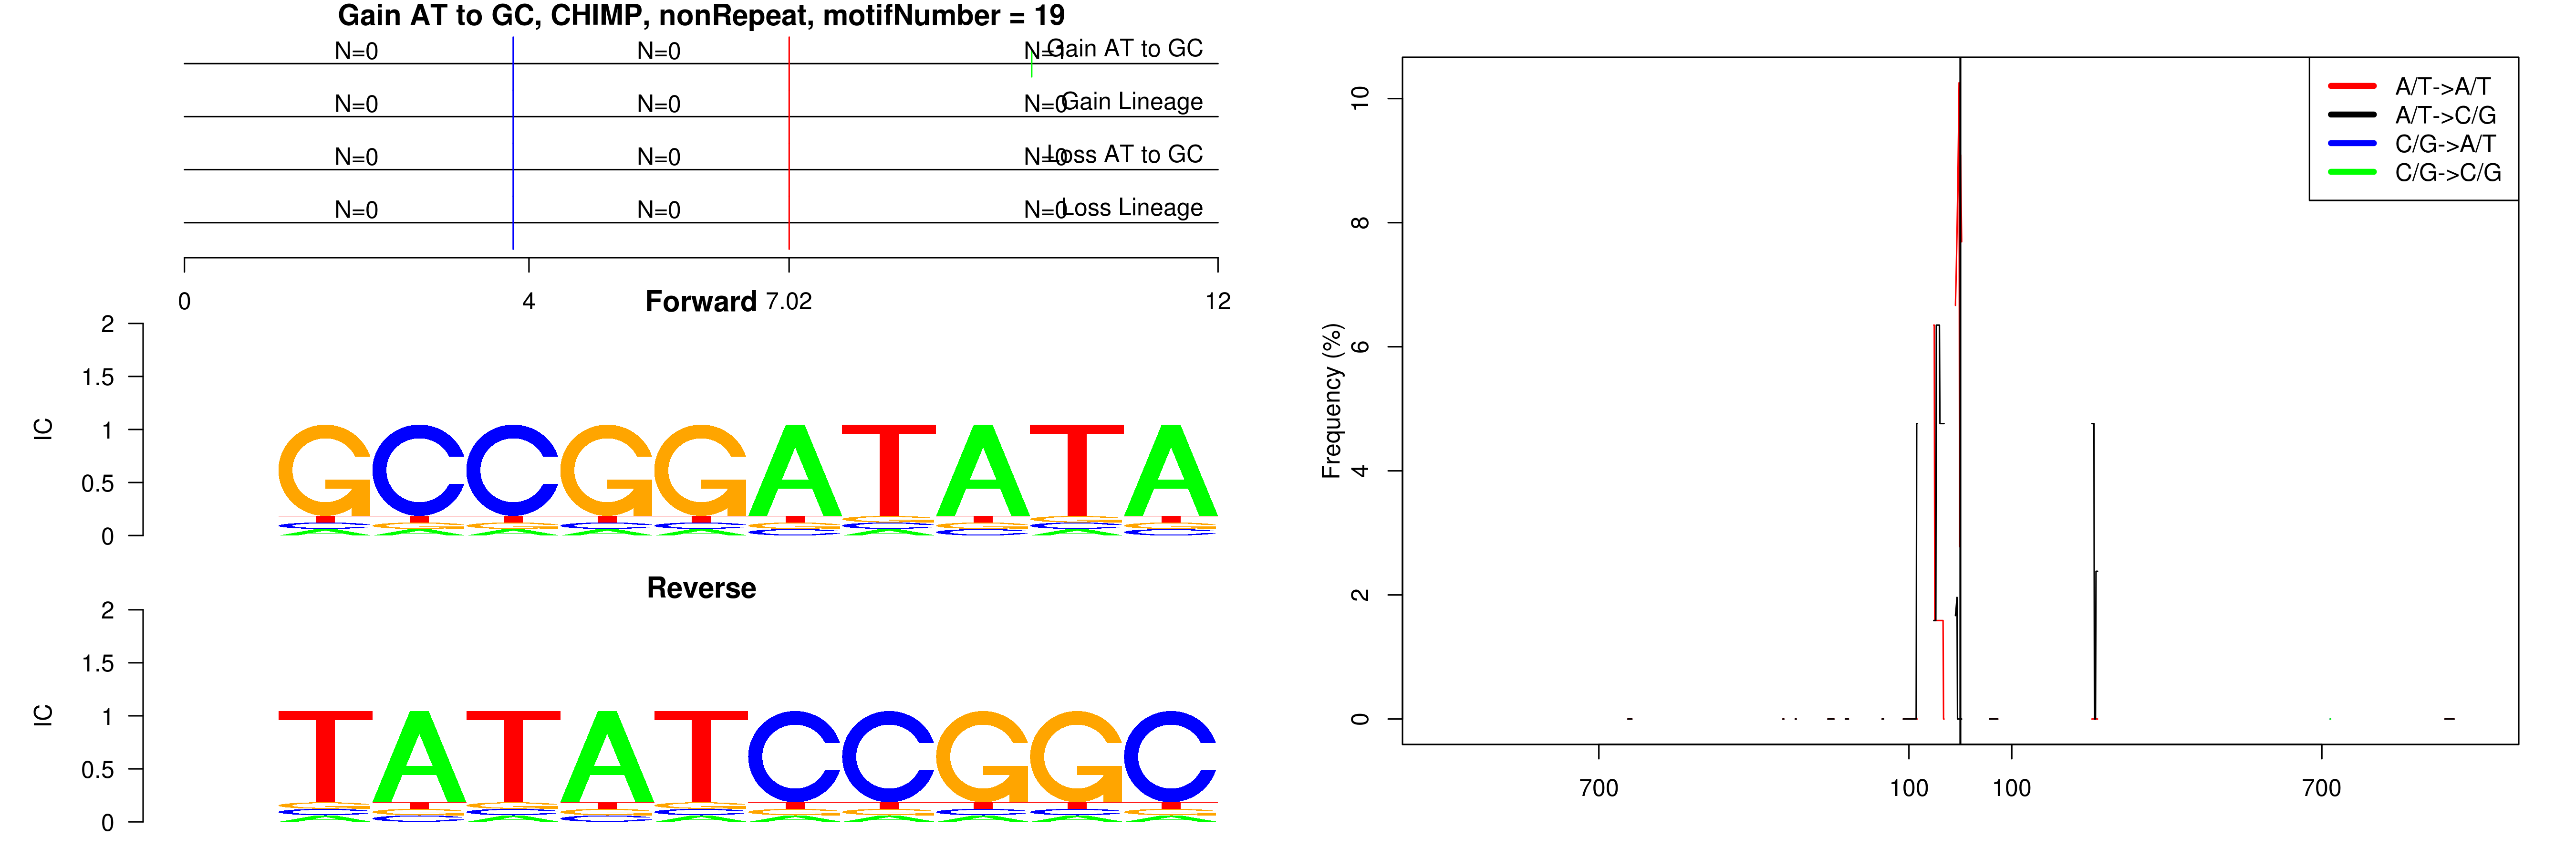 Gain AT to GC, CHIMP, nonRepeat, motifNumber = 19
N=0 N=0 N=1 Gain AT to GC
N=0 N=0 N=0 Gain Lineage
N=0 N=0 N=0 Loss AT to GC
N=0 N=0 N=0 Loss Lineage
0 4 7.02 12
Forward
2
1.5
1
0.5
0
IC
GCCGGATATA
Reverse
2
1.5
1
0.5
0
IC
TATATCCGGC
A/T->A/T
A/T->C/G
C/G->A/T
C/G->C/G
Frequency (%)
10
8
6
4
2
0
700 100 100 700